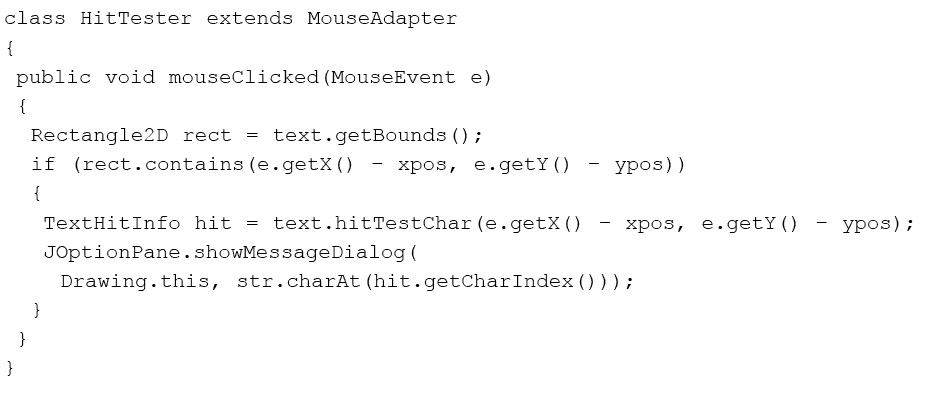 class HitTester extends MouseAdapter
{
 public void mouseClicked(MouseEvent e)
 {
  Rectangle2D rect = text.getBounds();
  if (rect.contains(e.getX() - xpos, e.getY() - ypos))
  {
   TextHitInfo hit = text.hitTestChar(e.getX() - xpos, e.getY() - ypos);
   JOptionPane.showMessageDialog(
    Drawing.this, str.charAt(hit.getCharIndex()));
  }
 }
}